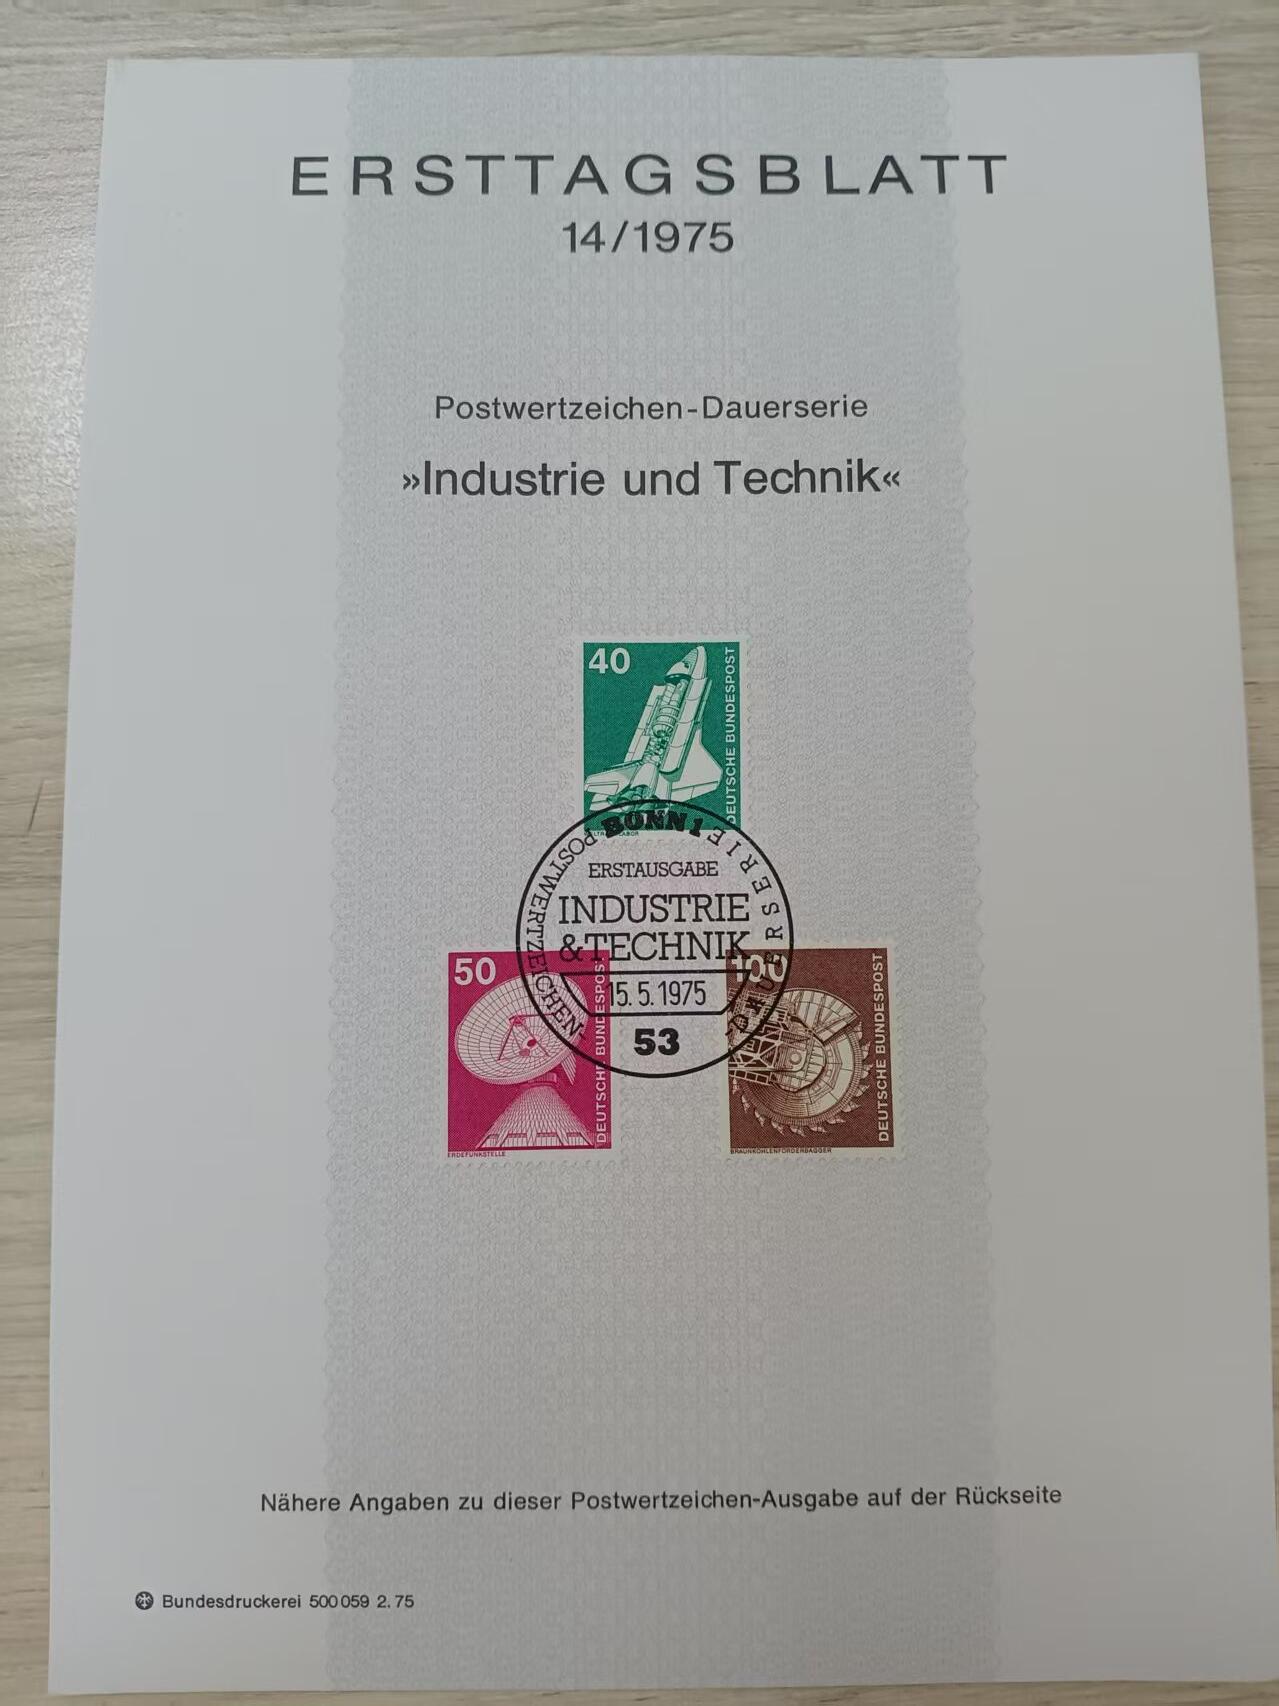 ERSTTAGSBLATT
14/1975
Postwertzeichen-Dauerserie
»Industrie und Technik«
40
DEUTSCHE BUNDESPOST
BONN 1
POSTWERTZEICHEN-
-DAUERSERIE
ERSTAUSGABE
INDUSTRIE
&TECHNIK
15.5.1975
53
50
DEUTSCHE BUNDESPOST
ERDEFUNKSTELLE
100
DEUTSCHE BUNDESPOST
BRAUNKOHLENFÖRDERBAGGER
Nähere Angaben zu dieser Postwertzeichen-Ausgabe auf der Rückseite
Bundesdruckerei 500059 2.75